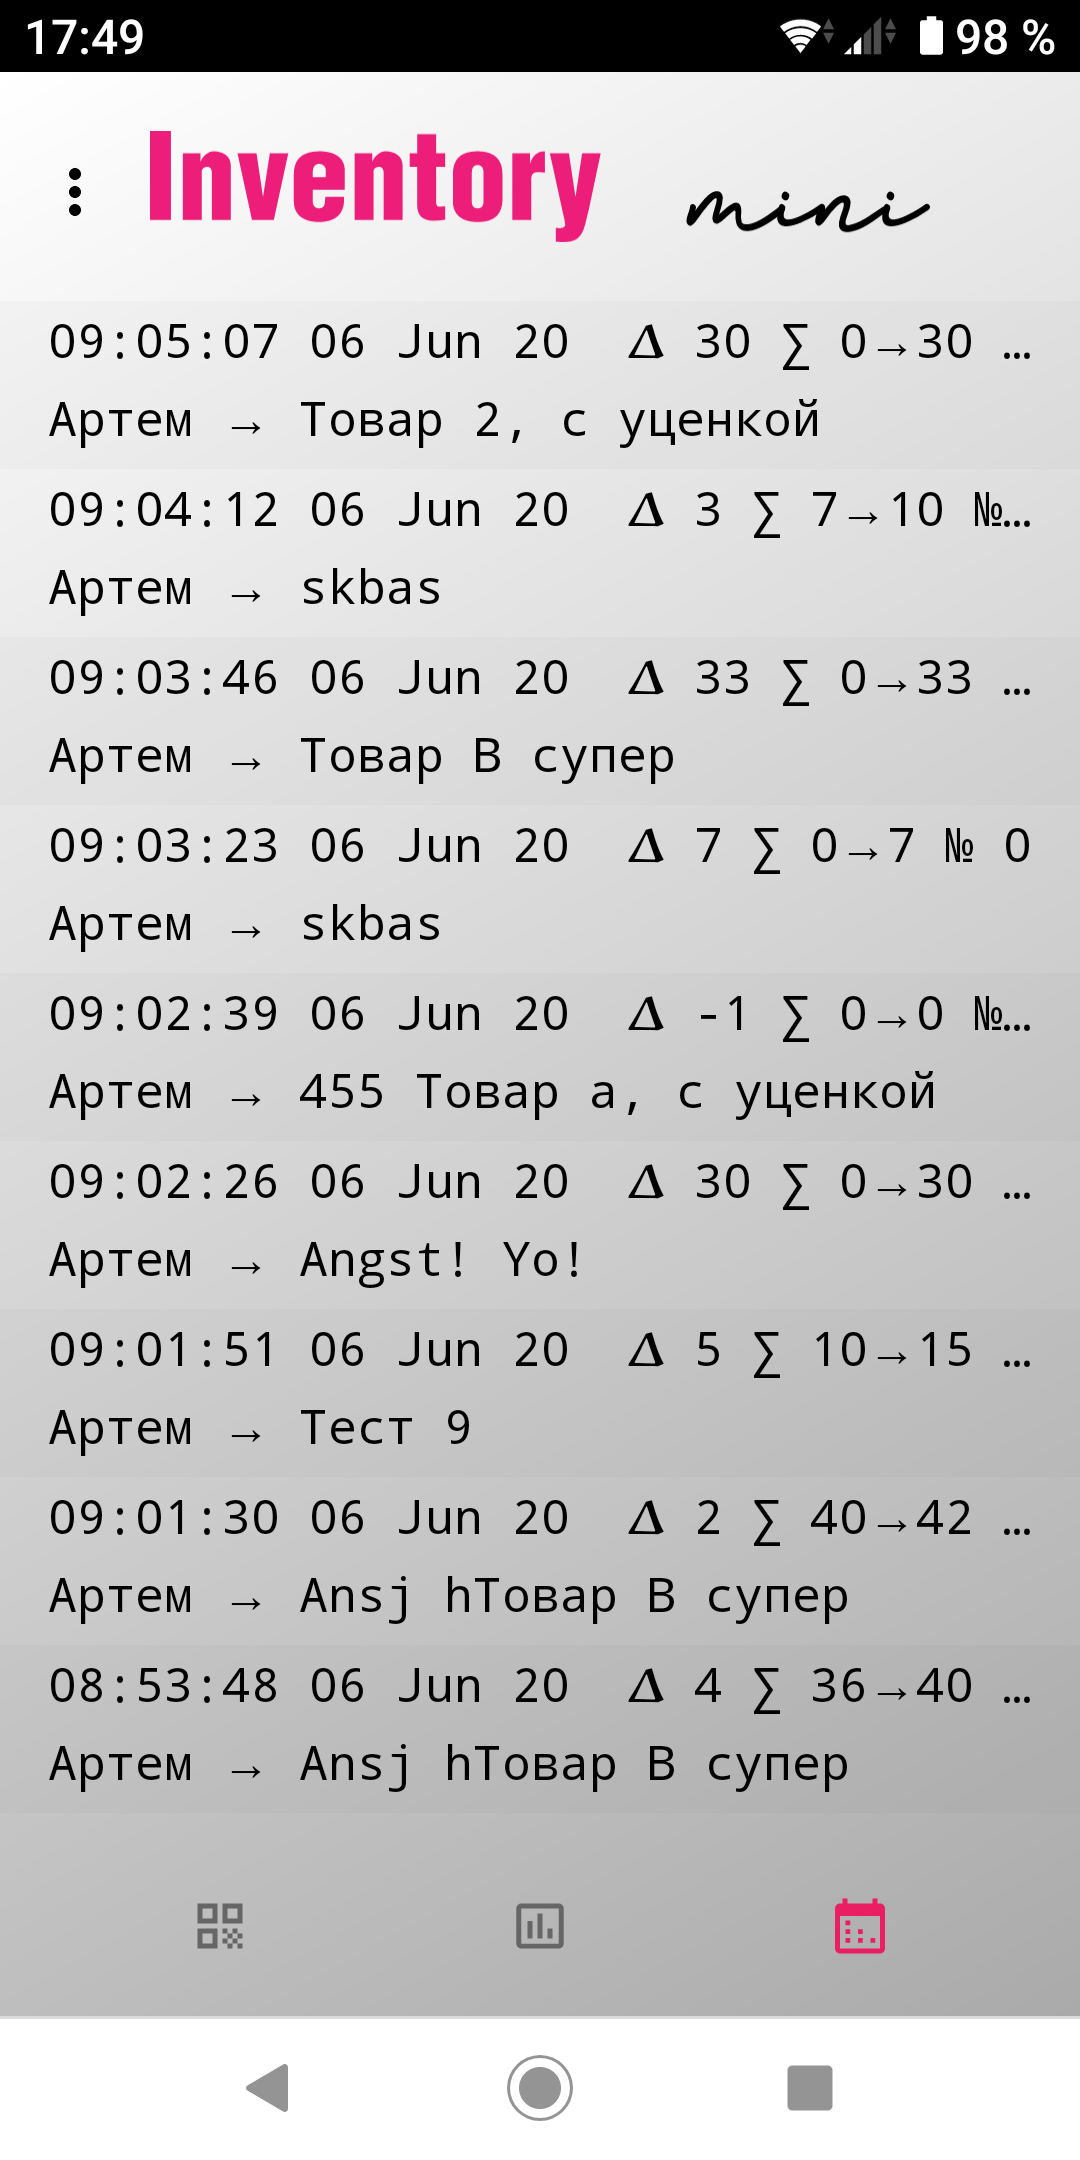 17:49 98 %
Inventory mini
09:05:07 06 Jun 20 Δ 30 ∑ 0→30 …
Артем → Товар 2, с уценкой
09:04:12 06 Jun 20 Δ 3 ∑ 7→10 №…
Артем → skbas
09:03:46 06 Jun 20 Δ 33 ∑ 0→33 …
Артем → Товар В супер
09:03:23 06 Jun 20 Δ 7 ∑ 0→7 № 0
Артем → skbas
09:02:39 06 Jun 20 Δ -1 ∑ 0→0 №…
Артем → 455 Товар а, с уценкой
09:02:26 06 Jun 20 Δ 30 ∑ 0→30 …
Артем → Angst! Yo!
09:01:51 06 Jun 20 Δ 5 ∑ 10→15 …
Артем → Тест 9
09:01:30 06 Jun 20 Δ 2 ∑ 40→42 …
Артем → Ansj hТовар В супер
08:53:48 06 Jun 20 Δ 4 ∑ 36→40 …
Артем → Ansj hТовар В супер